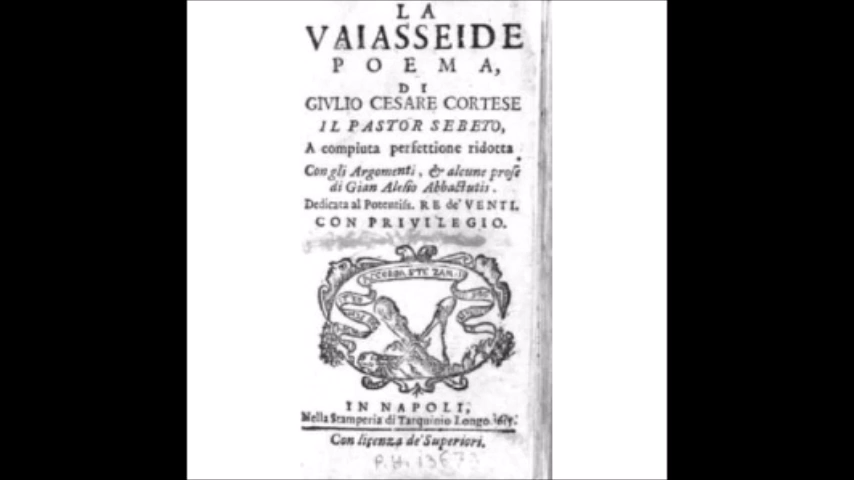 LA
VAIASSEIDE
POEMA,
DI
GIVLIO CESARE CORTESE
IL PASTOR SEBETO,
A compiuta perfettione ridotta
Con gli Argomenti, & alcune prose
di Gian Alesio Abbactutis.
Dedicata al Potentiss. RE de' VENTI.
CON PRIVILEGIO.
IN NAPOLI,
Nella Stamperia di Tarquinio Longo
Con licenza de' Superiori.